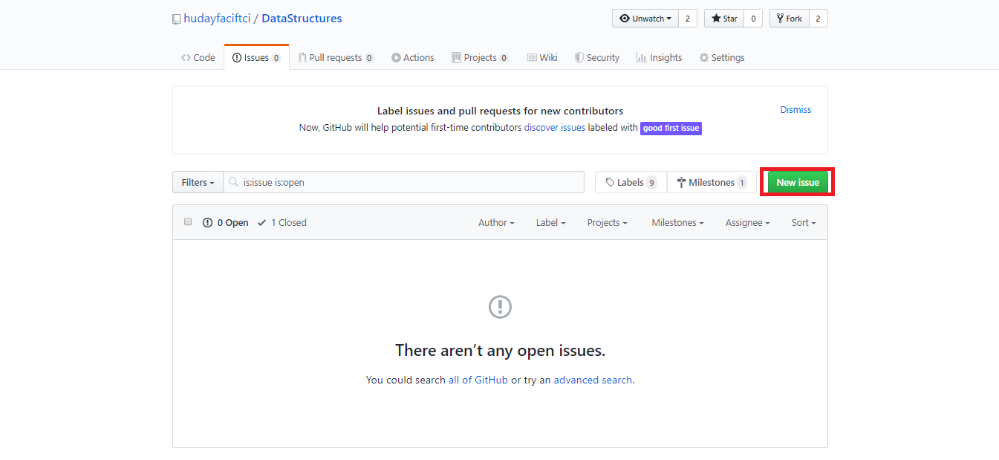 hudayfaciftci / DataStructures
Unwatch 2 Star 0 Fork 2
Code Issues 0 Pull requests 0 Actions Projects 0 Wiki Security Insights Settings
Label issues and pull requests for new contributors
Dismiss
Now, GitHub will help potential first-time contributors discover issues labeled with good first issue
Filters is:issue is:open Labels 9 Milestones 1 New issue
0 Open 1 Closed Author Label Projects Milestones Assignee Sort
There aren’t any open issues.
You could search all of GitHub or try an advanced search.